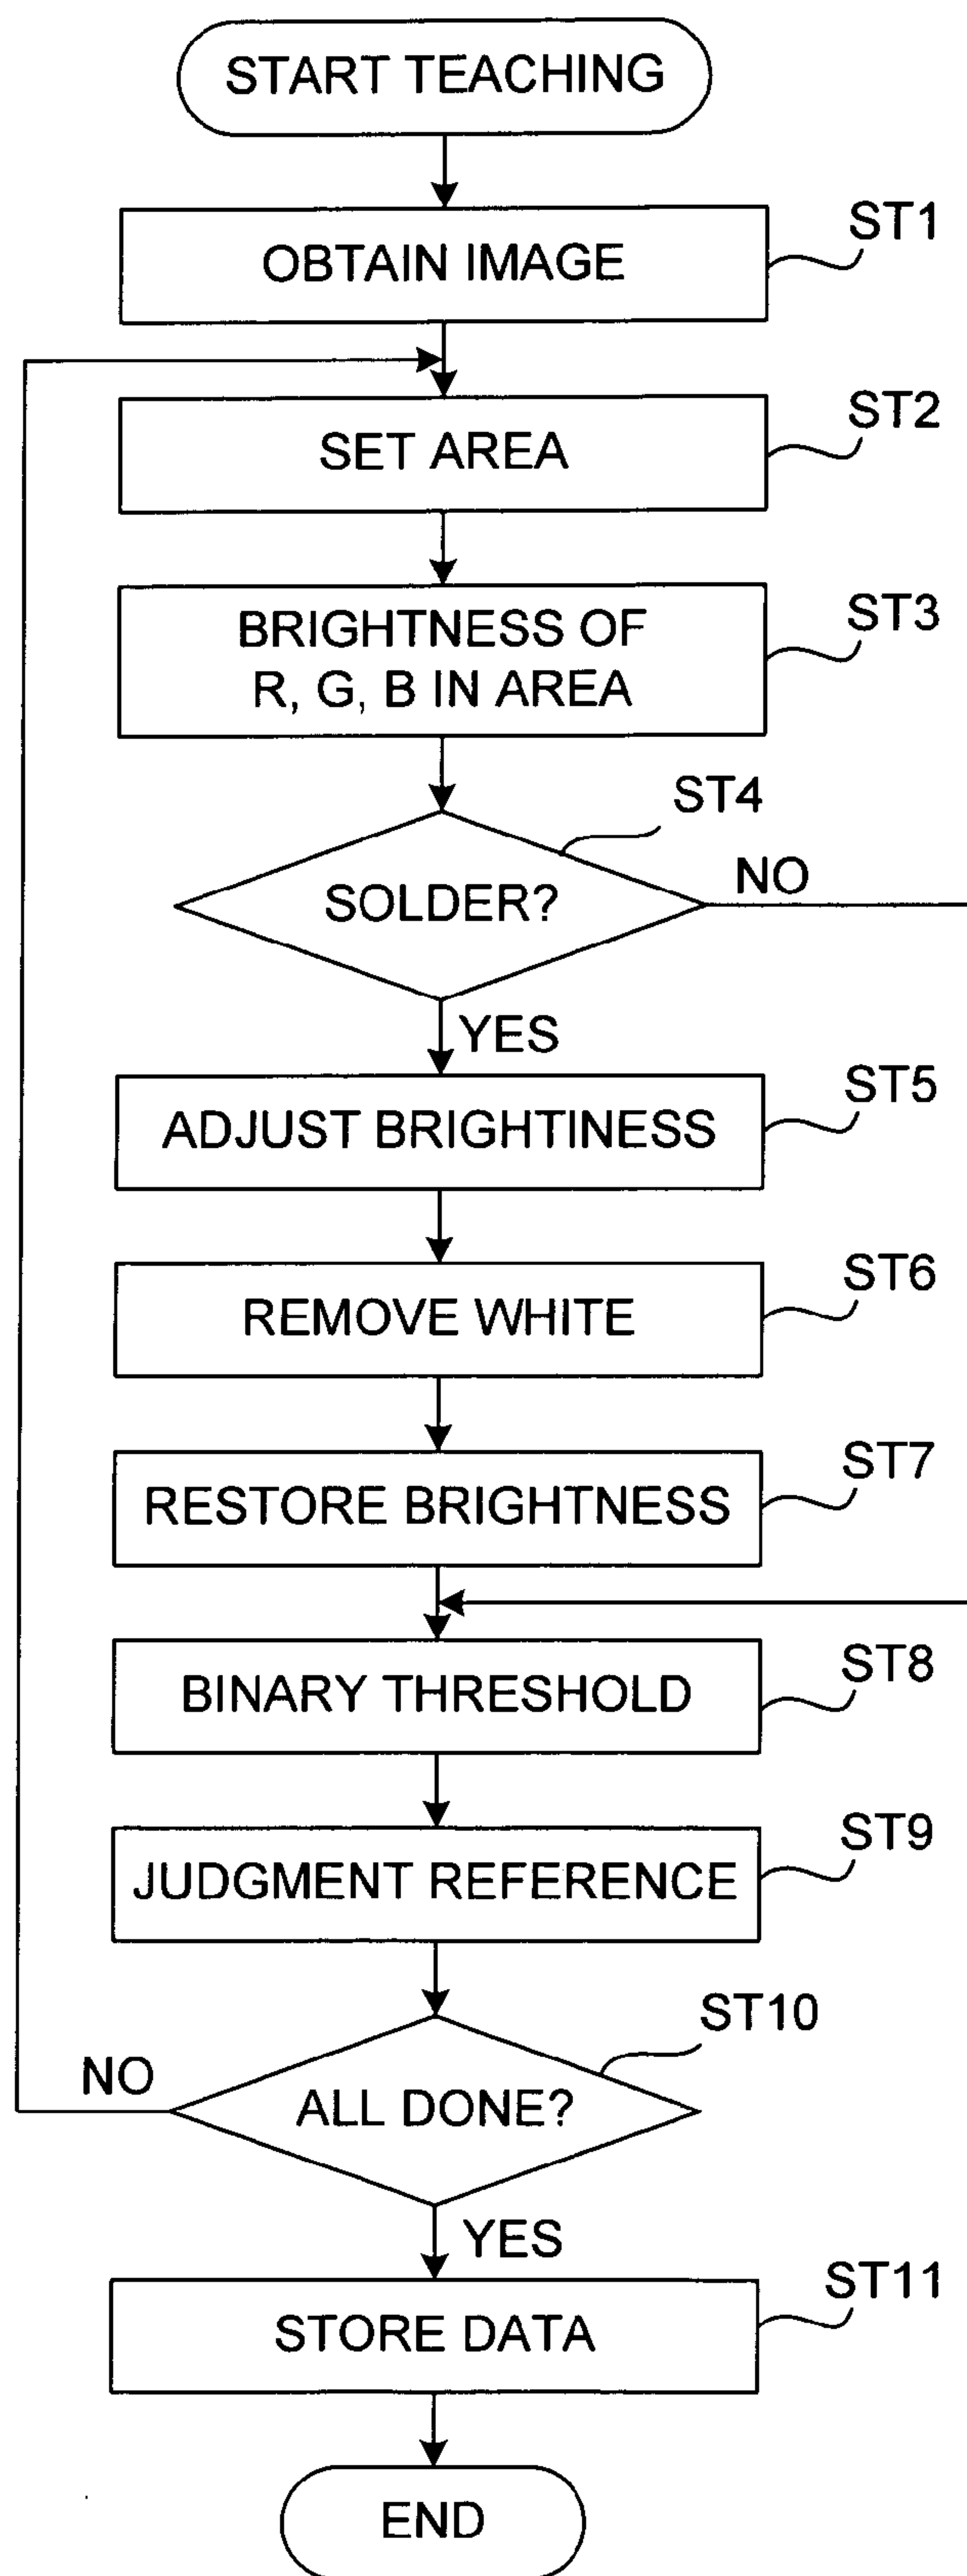 START TEACHING
OBTAIN IMAGE
ST1
SET AREA
ST2
BRIGHTNESS OF
R, G, B IN AREA
ST3
ST4
SOLDER?
NO
YES
ADJUST BRIGHTINESS
ST5
REMOVE WHITE
ST6
RESTORE BRIGHTNESS
ST7
BINARY THRESHOLD
ST8
JUDGMENT REFERENCE
ST9
ST10
NO
ALL DONE?
YES
STORE DATA
ST11
END